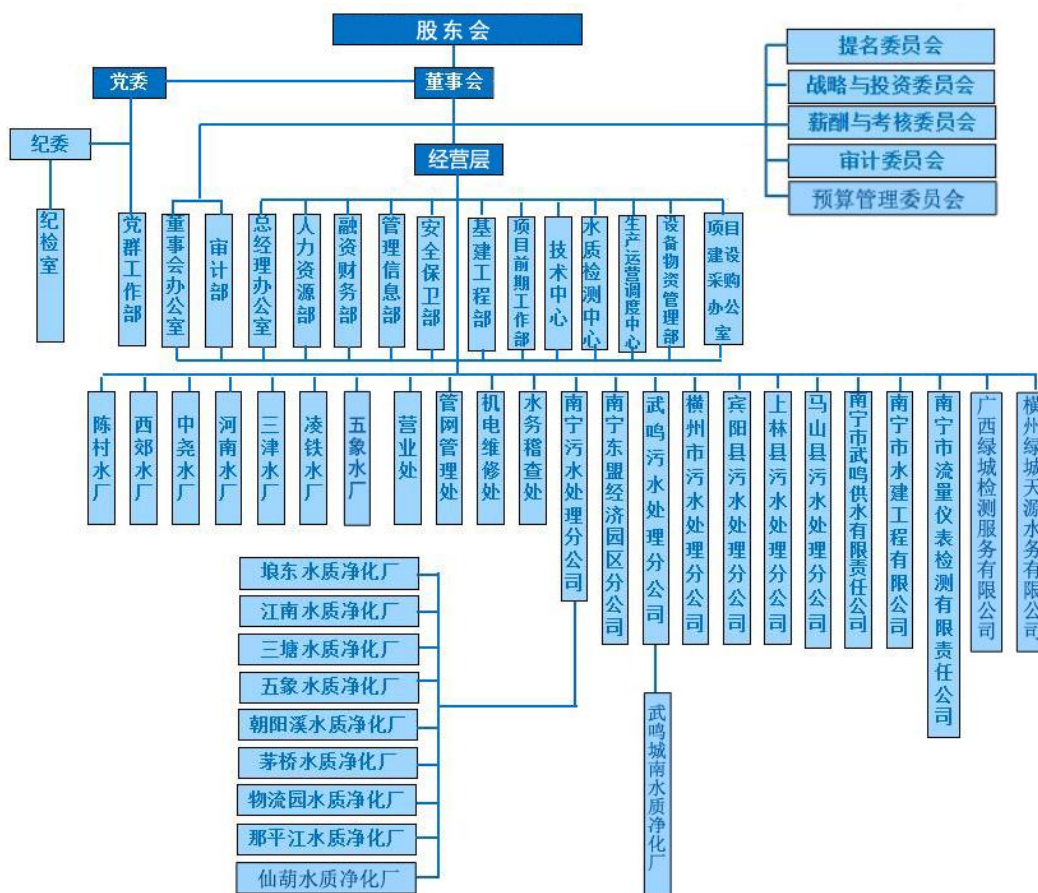 股东会
党委
董事会
提名委员会
战略与投资委员会
薪酬与考核委员会
审计委员会
预算管理委员会
纪委
经营层
纪检室
党群工作部
董事会办公室
审计部
总经理办公室
人力资源部
融资财务部
管理信息部
安全保卫部
基建工程部
项目前期工作部
技术中心
水质检测中心
生产运营调度中心
设备物资管理部
项目建设采购办公室
陈村水厂
西郊水厂
中尧水厂
河南水厂
三津水厂
凌铁水厂
五象水厂
营业处
管网管理处
机电维修处
水务稽查处
南宁污水处理分公司
南宁东盟经济园区分公司
武鸣污水处理分公司
横州市污水处理分公司
宾阳县污水处理分公司
上林县污水处理分公司
马山县污水处理分公司
南宁市武鸣供水有限责任公司
南宁市水建工程有限公司
南宁市流量仪表检测有限责任公司
广西绿城检测服务有限公司
横州绿城天源水务有限公司
埌东水质净化厂
江南水质净化厂
三塘水质净化厂
五象水质净化厂
朝阳溪水质净化厂
茅桥水质净化厂
物流园水质净化厂
那平江水质净化厂
仙葫水质净化厂
武鸣城南水质净化厂